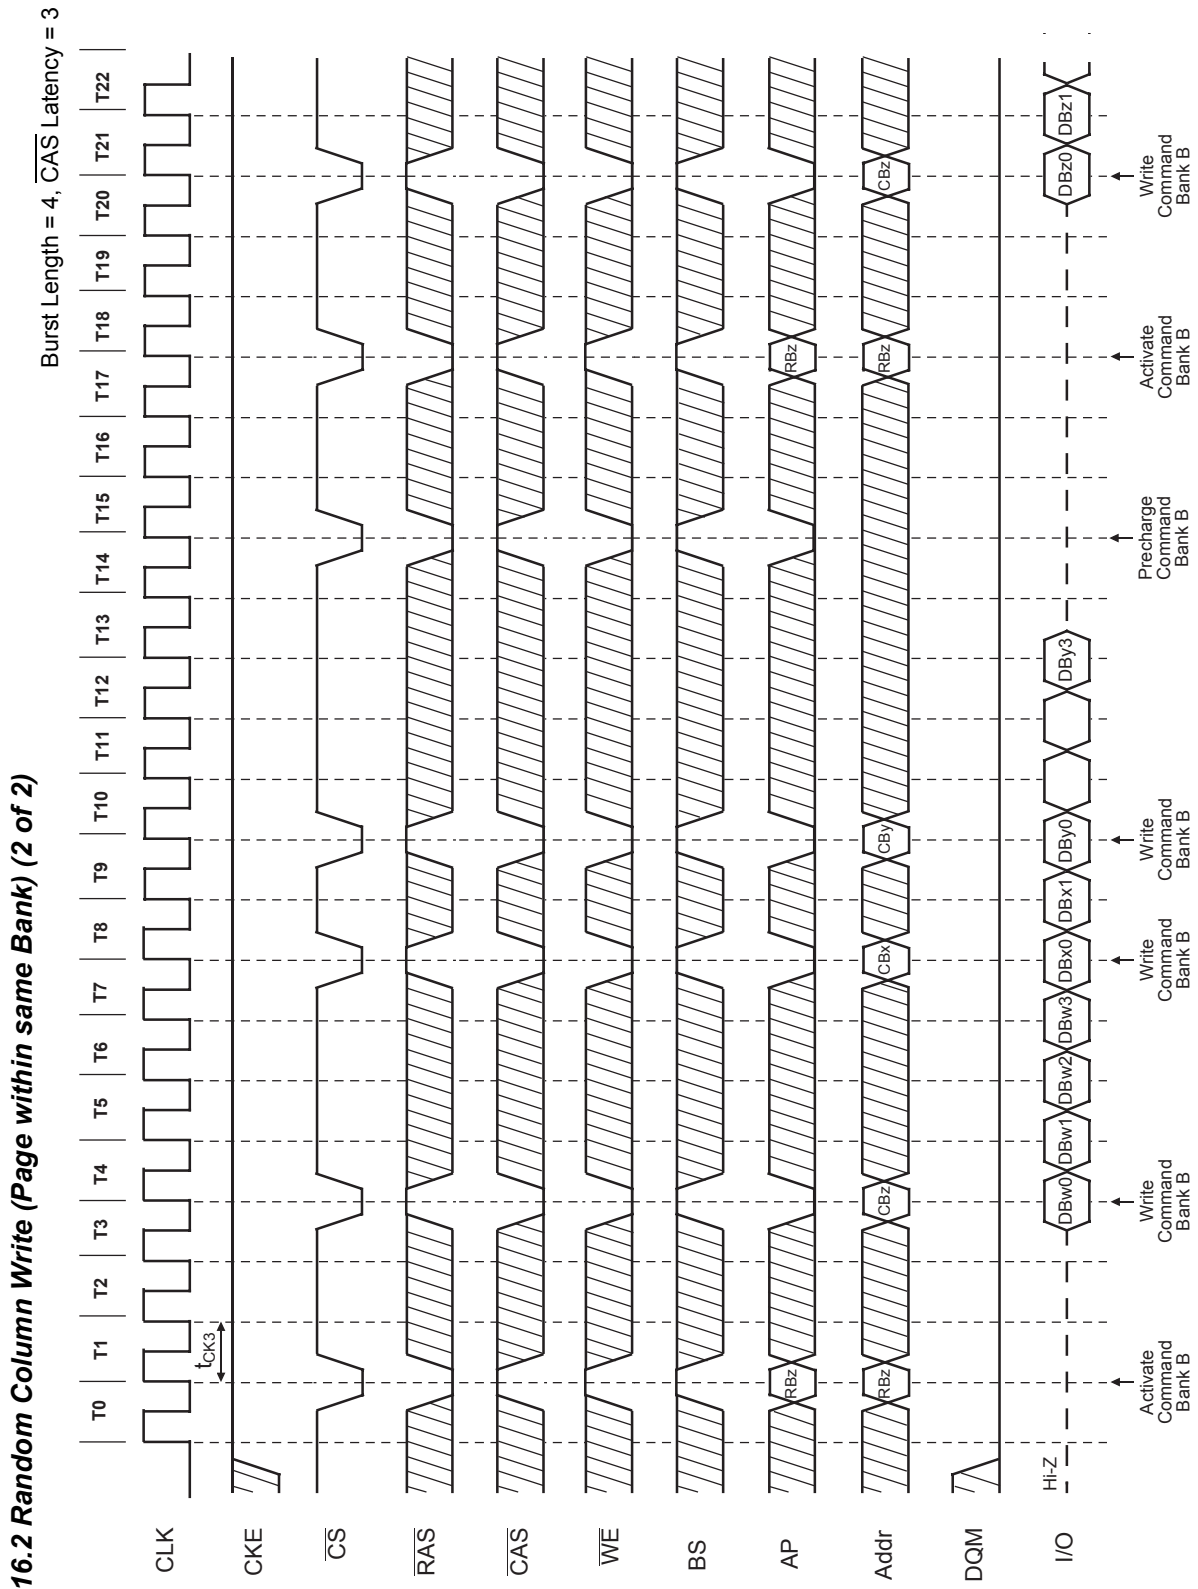 16.2 Random Column Write (Page within same Bank) (2 of 2)
Burst Length = 4, CAS Latency = 3
T0 T1 T2 T3 T4 T5 T6 T7 T8 T9 T10 T11 T12 T13 T14 T15 T16 T17 T18 T19 T20 T21 T22
CLK
tCK3
CKE
CS
RAS
CAS
WE
BS
AP
RBz RBz
Addr
RBz CBz CBx CBy RBz CBz
DQM
I/O
Hi-Z
DBw0 DBw1 DBw2 DBw3 DBx0 DBx1 DBy0 DBy3 DBz0 DBz1
Activate
Command
Bank B
Write
Command
Bank B
Write
Command
Bank B
Write
Command
Bank B
Precharge
Command
Bank B
Activate
Command
Bank B
Write
Command
Bank B